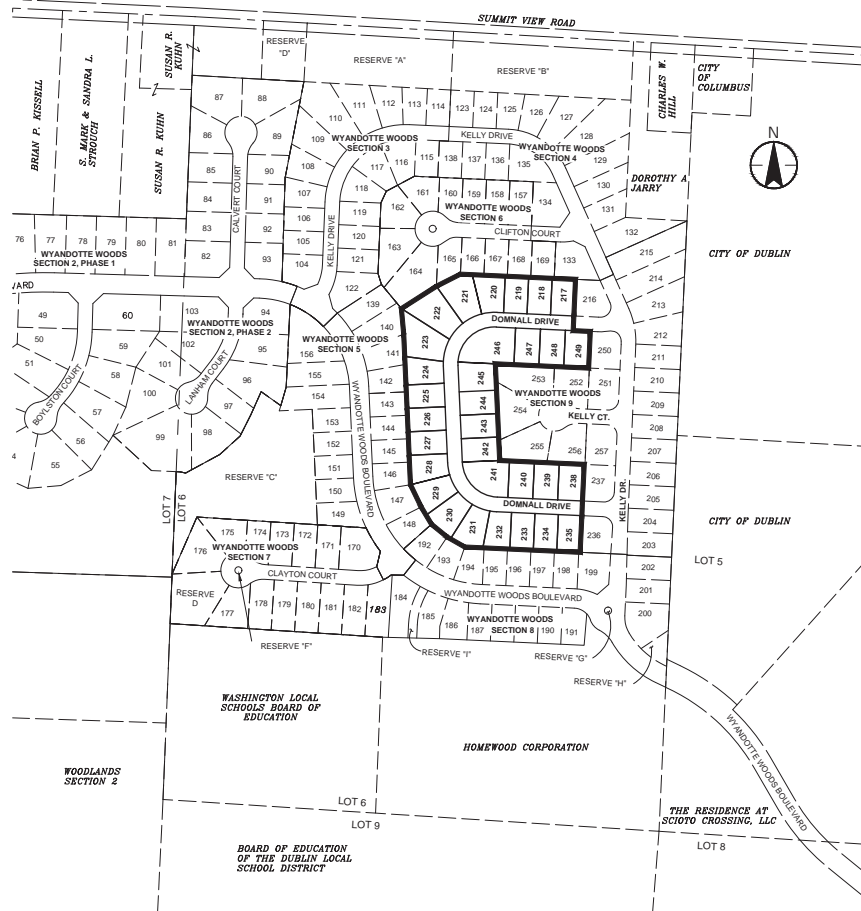 SUMMIT VIEW ROAD
RESERVE
"D"
RESERVE "A"
RESERVE "B"
SUSAN R.
KUHN
BRIAN P. KISSELL
S. MARK & SANDRA L.
STROUCH
SUSAN R. KUHN
CHARLES W.
HILL
CITY
OF
COLUMBUS
N
DOROTHY A
JARRY
CITY OF DUBLIN
87
88
86
89
85
90
84
91
83
92
82
93
CALVERT COURT
76
77
78
79
80
81
WYANDOTTE WOODS
SECTION 2, PHASE 1
ARD
109
110
111
112
113
114
123
124
125
126
127
128
129
130
131
132
KELLY DRIVE
WYANDOTTE WOODS
SECTION 3
WYANDOTTE WOODS
SECTION 4
108
107
106
105
104
KELLY DRIVE
115
116
117
118
119
120
121
122
138
137
136
135
134
133
161
160
159
158
157
162
163
164
165
166
167
168
169
WYANDOTTE WOODS
SECTION 6
CLIFTON COURT
215
214
213
212
211
210
209
208
207
206
205
204
203
202
201
200
216
217
218
219
220
221
222
223
224
225
226
227
228
229
230
231
232
233
234
235
236
237
238
239
240
241
242
243
244
245
246
247
248
249
250
DOMNALL DRIVE
251
252
253
254
255
256
257
WYANDOTTE WOODS
SECTION 9
KELLY CT.
DOMNALL DRIVE
KELLY DR.
CITY OF DUBLIN
LOT 5
49
50
51
60
59
58
57
56
55
BOYLSTON COURT
103
102
101
100
99
98
97
96
95
94
WYANDOTTE WOODS
SECTION 2, PHASE 2
LANHAM COURT
139
140
141
142
143
144
145
146
147
148
149
150
151
152
153
154
155
156
WYANDOTTE WOODS
SECTION 5
WYANDOTTE WOODS BOULEVARD
RESERVE "C"
LOT 7
LOT 6
170
171
172
173
174
175
176
177
178
179
180
181
182
183
WYANDOTTE WOODS
SECTION 7
CLAYTON COURT
RESERVE
D
RESERVE "F"
184
185
186
187
190
191
192
193
194
195
196
197
198
199
WYANDOTTE WOODS BOULEVARD
WYANDOTTE WOODS
SECTION 8
RESERVE "I"
RESERVE "G"
RESERVE "H"
WASHINGTON LOCAL
SCHOOLS BOARD OF
EDUCATION
HOMEWOOD CORPORATION
WOODLANDS
SECTION 2
WYANDOTTE WOODS BOULEVARD
LOT 6
LOT 9
THE RESIDENCE AT
SCIOTO CROSSING, LLC
LOT 8
BOARD OF EDUCATION
OF THE DUBLIN LOCAL
SCHOOL DISTRICT